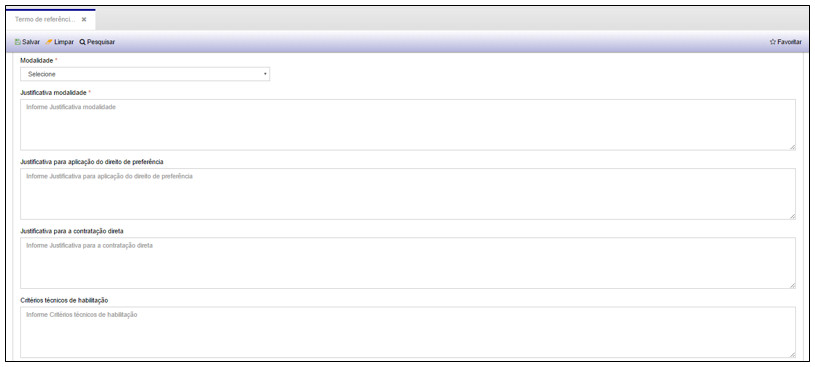 Termo de referênci... ×
Salvar Limpar Pesquisar Favoritar
Modalidade *
Selecione
Justificativa modalidade *
Informe Justificativa modalidade
Justificativa para aplicação do direito de preferência
Informe Justificativa para aplicação do direito de preferência
Justificativa para a contratação direta
Informe Justificativa para a contratação direta
Critérios técnicos de habilitação
Informe Critérios técnicos de habilitação